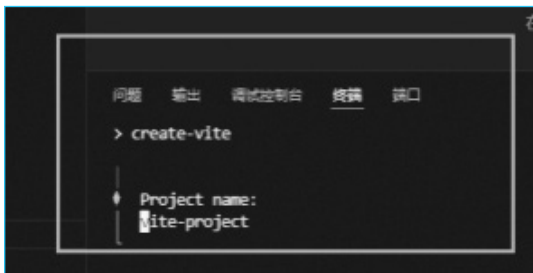 在
问题 输出 调试控制台 终端 端口
> create-vite
Project name:
vite-project